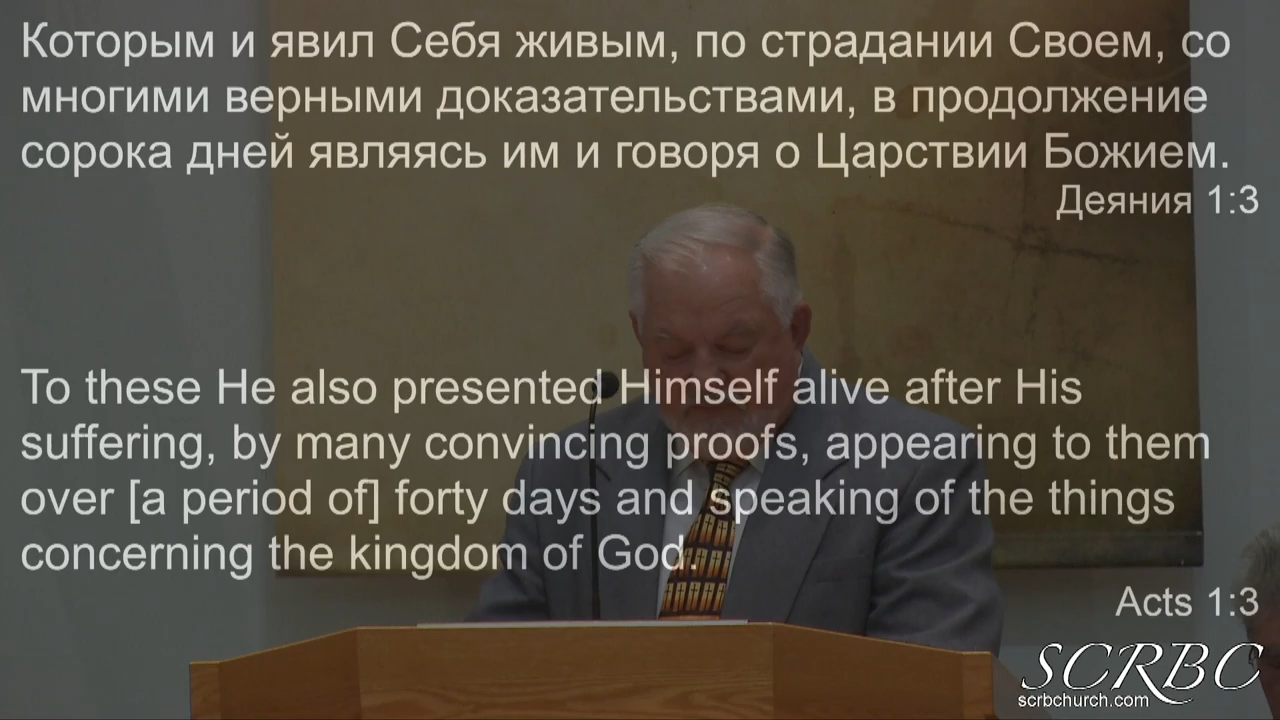 Которым и явил Себя живым, по страдании Своем, со
многими верными доказательствами, в продолжение
сорока дней являясь им и говоря о Царствии Божием.
Деяния 1:3
To these He also presented Himself alive after His
suffering, by many convincing proofs, appearing to them
over [a period of] forty days and speaking of the things
concerning the kingdom of God.
Acts 1:3
SCRBC
scrbchurch.com